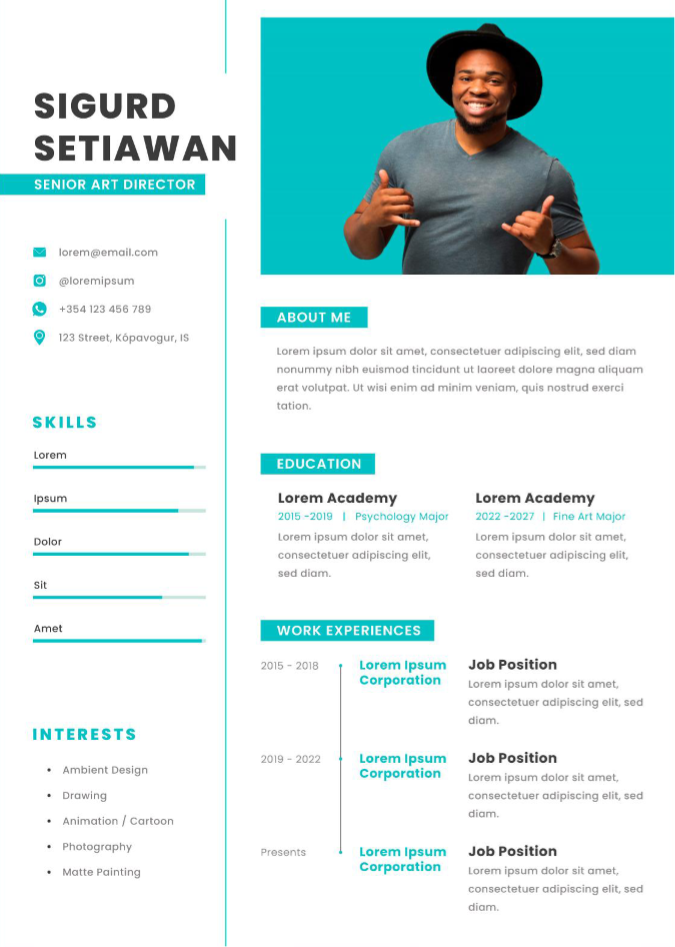 SIGURD
SETIAWAN
SENIOR ART DIRECTOR
lorem@email.com
@loremipsum
+354 123 456 789
123 Street, Kópavogur, IS
SKILLS
Lorem
Ipsum
Dolor
Sit
Amet
INTERESTS
• Ambient Design
• Drawing
• Animation / Cartoon
• Photography
• Matte Painting
ABOUT ME
Lorem ipsum dolor sit amet, consectetuer adipiscing elit, sed diam
nonummy nibh euismod tincidunt ut laoreet dolore magna aliquam
erat volutpat. Ut wisi enim ad minim veniam, quis nostrud exerci
tation.
EDUCATION
Lorem Academy
2015 -2019 | Psychology Major
Lorem ipsum dolor sit amet,
consectetuer adipiscing elit,
sed diam.
Lorem Academy
2022 -2027 | Fine Art Major
Lorem ipsum dolor sit amet,
consectetuer adipiscing elit,
sed diam.
WORK EXPERIENCES
2015 - 2018
Lorem Ipsum
Corporation
Job Position
Lorem ipsum dolor sit amet,
consectetuer adipiscing elit, sed
diam.
2019 - 2022
Lorem Ipsum
Corporation
Job Position
Lorem ipsum dolor sit amet,
consectetuer adipiscing elit, sed
diam.
Presents
Lorem Ipsum
Corporation
Job Position
Lorem ipsum dolor sit amet,
consectetuer adipiscing elit, sed
diam.